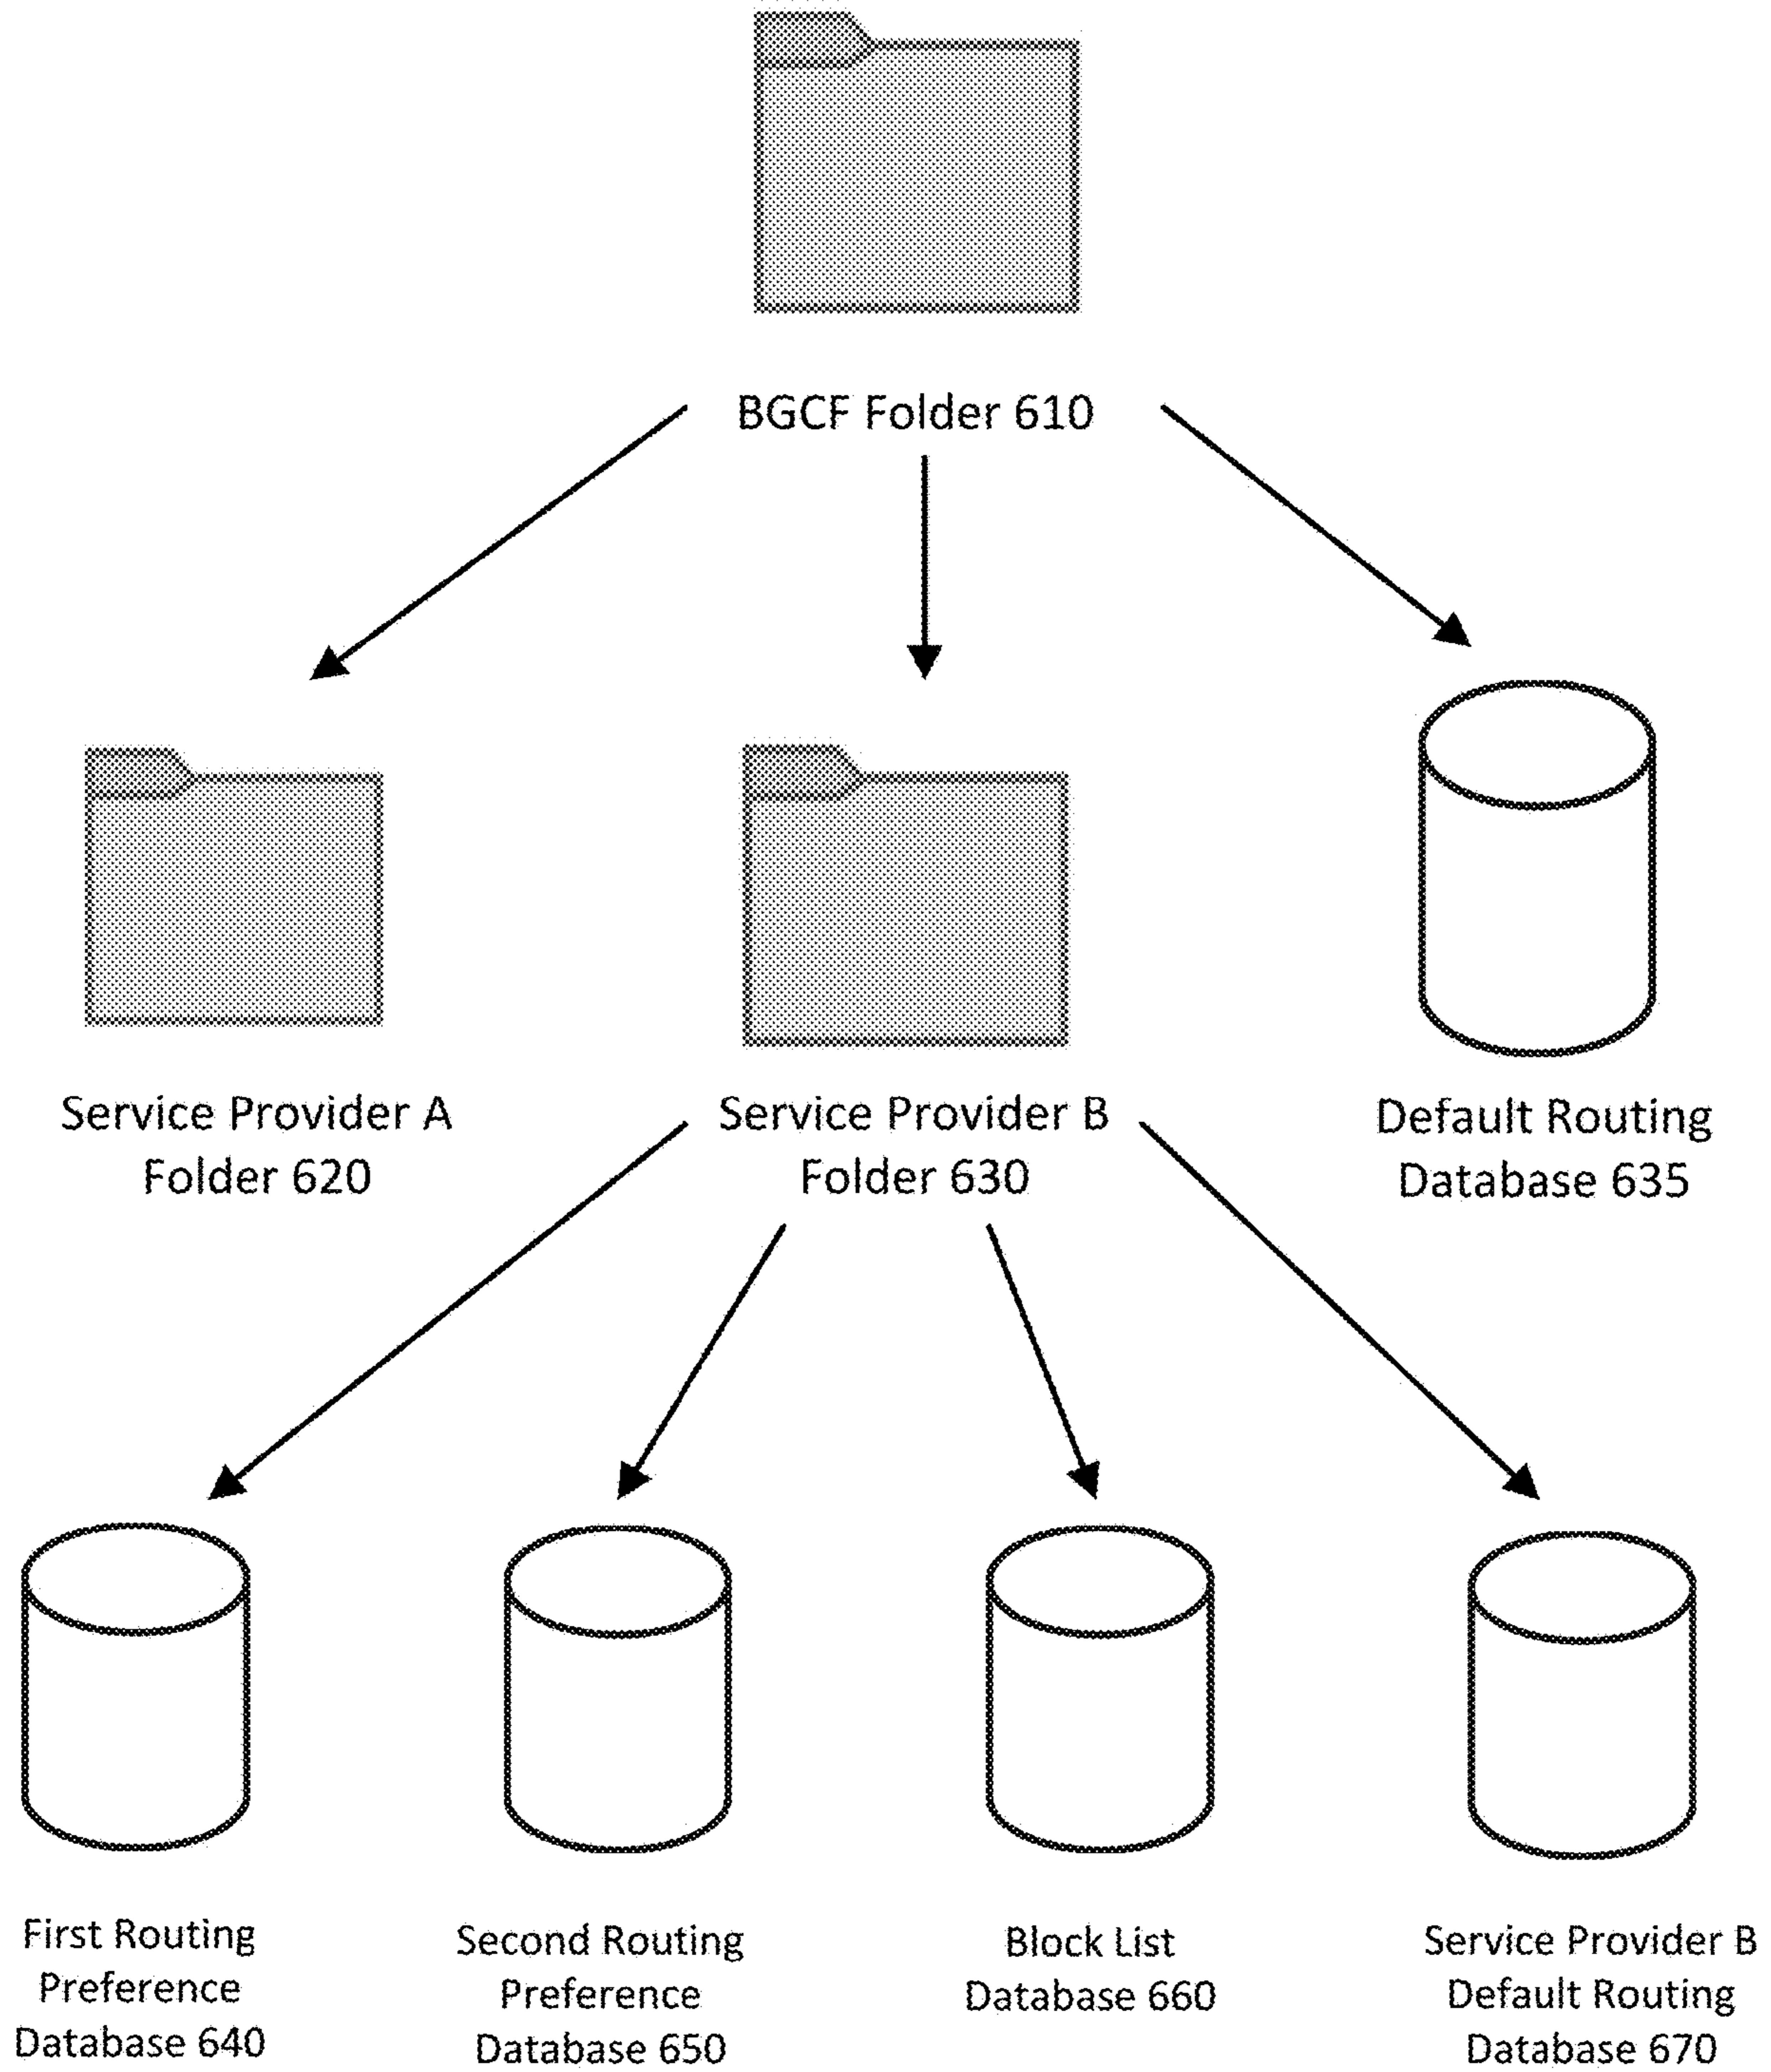 BGCF Folder 610
Service Provider A
Folder 620
Service Provider B
Folder 630
Default Routing
Database 635
First Routing
Preference
Database 640
Second Routing
Preference
Database 650
Block List
Database 660
Service Provider B
Default Routing
Database 670